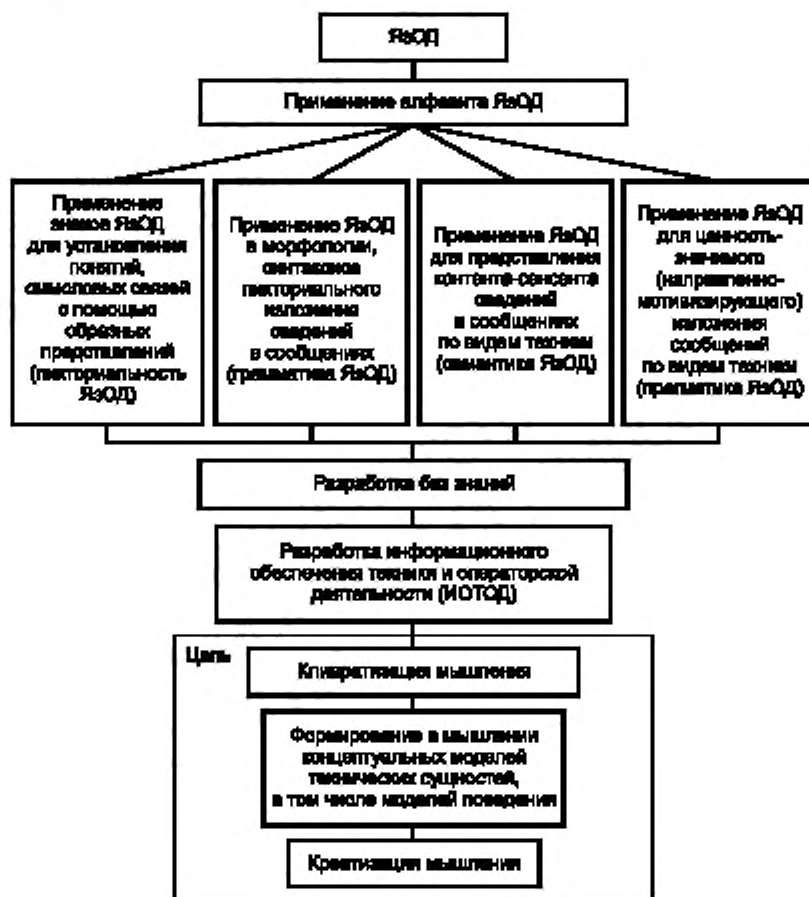 ЯзОД
Применение алфавита ЯзОД
Применение
знаков ЯзОД
для установления
понятий,
смысловых связей
с помощью
образных
представлений
(пикториальность
ЯзОД)
Применение ЯзОД
в морфологии,
синтаксисе
пикториального
изложения
сведений
в сообщениях
(грамматика ЯзОД)
Применение ЯзОД
для представления
контента-сенсента
сведений
в сообщениях
по видам техники
(семантика ЯзОД)
Применение ЯзОД
для ценность-
значимого
(направленно-
мотивизирующего)
изложения
сообщений
по видам техники
(прагматика ЯзОД)
Разработка баз знаний
Разработка информационного
обеспечения техники и операторской
деятельности (ИОТОД)
Цель
Клиаратизация мышления
Формирование в мышлении
концептуальных моделей
технических сущностей,
в том числе моделей поведения
Креатизация мышления